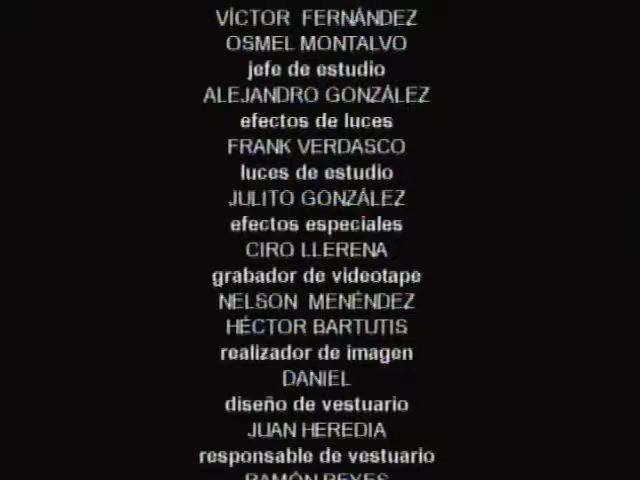 VÍCTOR FERNÁNDEZ
OSMEL MONTALVO
jefe de estudio
ALEJANDRO GONZÁLEZ
efectos de luces
FRANK VERDASCO
luces de estudio
JULITO GONZÁLEZ
efectos especiales
CIRO LLERENA
grabador de videotape
NELSON MENÉNDEZ
HÉCTOR BARTUTIS
realizador de imagen
DANIEL
diseño de vestuario
JUAN HEREDIA
responsable de vestuario
RAMÓN REYES